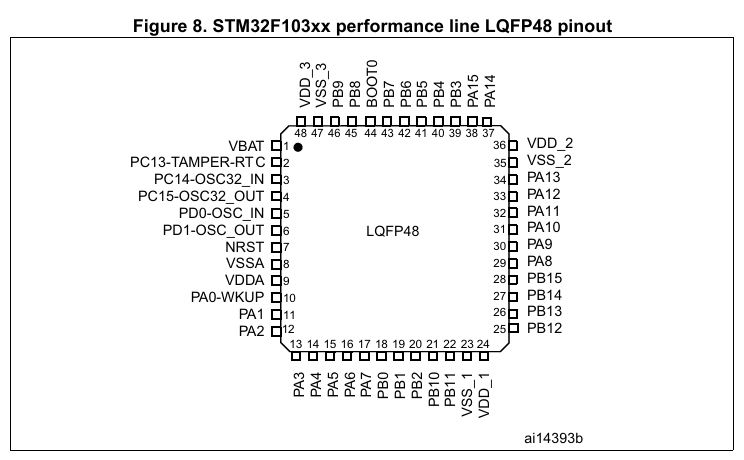 Figure 8. STM32F103xx performance line LQFP48 pinout
VDD_3 VSS_3 PB9 PB8 BOOT0 PB7 PB6 PB5 PB4 PB3 PA15 PA14
48 47 46 45 44 43 42 41 40 39 38 37
VBAT 1 36 VDD_2
PC13-TAMPER-RTC 2 35 VSS_2
PC14-OSC32_IN 3 34 PA13
PC15-OSC32_OUT 4 33 PA12
PD0-OSC_IN 5 32 PA11
PD1-OSC_OUT 6 LQFP48 31 PA10
NRST 7 30 PA9
VSSA 8 29 PA8
VDDA 9 28 PB15
PA0-WKUP 10 27 PB14
PA1 11 26 PB13
PA2 12 25 PB12
13 14 15 16 17 18 19 20 21 22 23 24
PA3 PA4 PA5 PA6 PA7 PB0 PB1 PB2 PB10 PB11 VSS_1 VDD_1
ai14393b